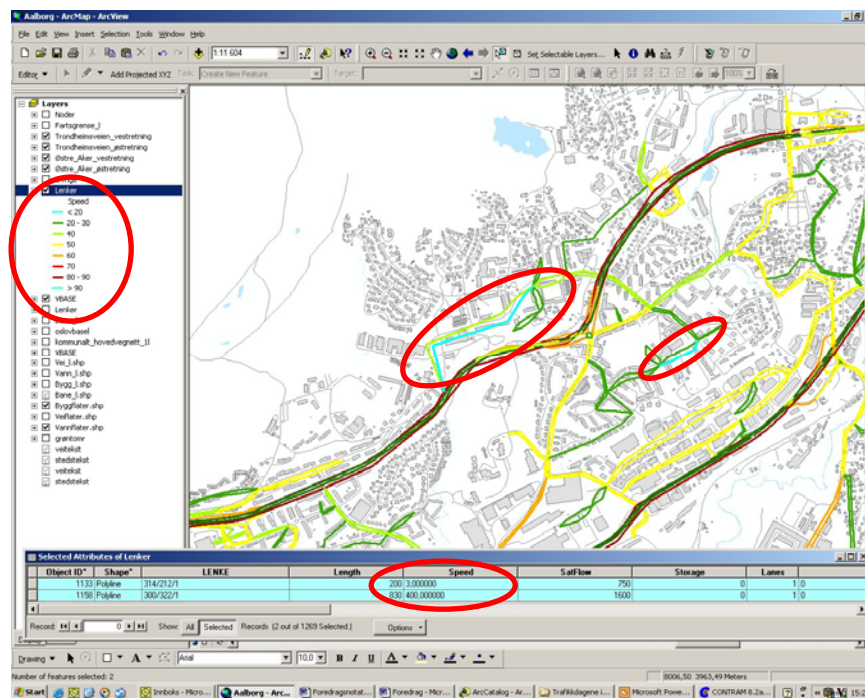 Aalborg - ArcMap - ArcView
File Edit View Insert Selection Tools Window Help
1:11 604
Set Selectable Layers...
Editor Add Projected XYZ Task: Create New Feature Target: 100%
Layers
Noder
Fartsgrense_l
Trondheimsveien_vestretning
Trondheimsveien_østretning
Østre_Aker_vestretning
Østre_Aker_østretning
Lenker
Speed
< 20
20 - 30
40
50
60
70
80 - 90
> 90
VBASE
Lenker
oslovbasel
kommunalt_hovedvegnett_1l
VBASE
Vei_l.shp
Vann_l.shp
Bygg_l.shp
Bane_l.shp
Byggflater.shp
Veiflater.shp
Vannflater.shp
grøntomr
veitekst
stedstekst
veitekst
stedstekst
Selected Attributes of Lenker
Object ID* Shape* LENKE Length Speed SatFlow Storage Lanes
1133 Polyline 314/212/1 200 3,000000 750 0 1 0
1158 Polyline 300/322/1 830 400,000000 1600 0 1 0
Record: 0 Show: All Selected Records (2 out of 1269 Selected.) Options
Drawing A Arial 10,0 B I U A
Number of features selected: 2 8006,50 3963,49 Meters
Start Innboks - Micro... Aalborg - Arc... Foredragsnotat... Foredrag - Micr... ArcCatalog - Ar... Trafikkdagene i... Microsoft Powe... CONTRAM 8.2a...